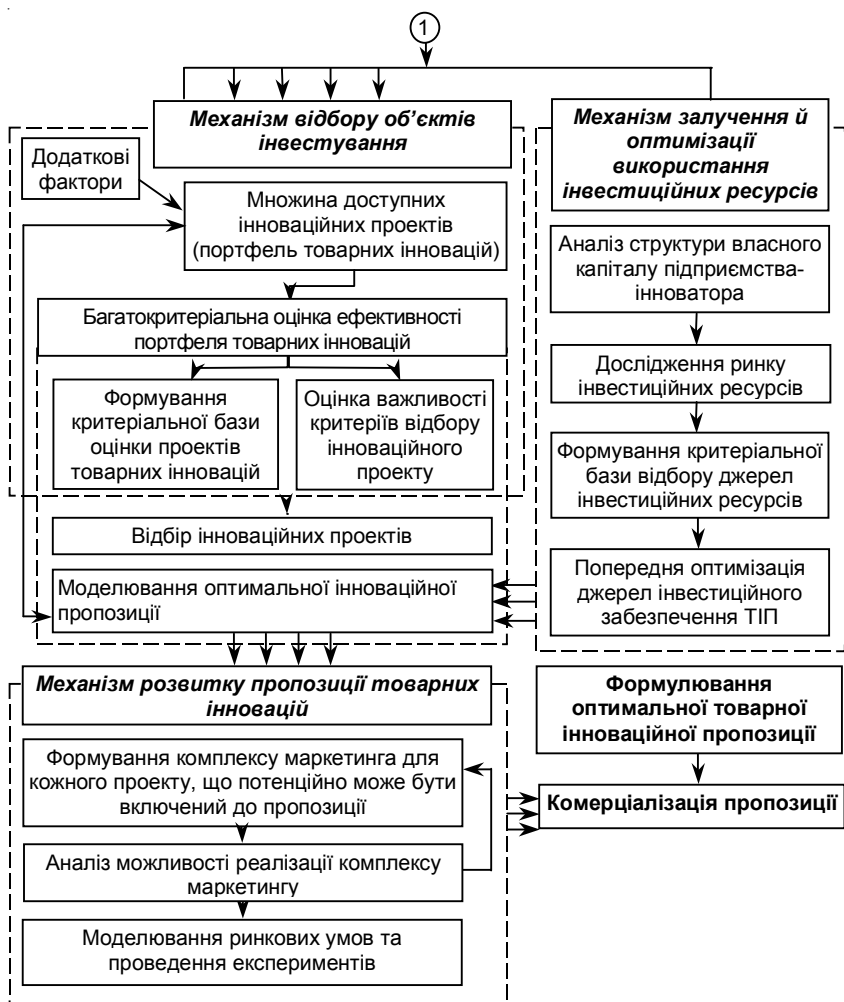 1
Механізм відбору об’єктів
інвестування
Додаткові
фактори
Множина доступних
інноваційних проектів
(портфель товарних інновацій)
Багатокритеріальна оцінка ефективності
портфеля товарних інновацій
Формування
критеріальної бази
оцінки проектів
товарних інновацій
Оцінка важливості
критеріїв відбору
інноваційного
проекту
Відбір інноваційних проектів
Моделювання оптимальної інноваційної
пропозиції
Механізм залучення й
оптимізації
використання
інвестиційних ресурсів
Аналіз структури власного
капіталу підприємства-
інноватора
Дослідження ринку
інвестиційних ресурсів
Формування критеріальної
бази відбору джерел
інвестиційних ресурсів
Попередня оптимізація
джерел інвестиційного
забезпечення ТІП
Механізм розвитку пропозиції товарних
інновацій
Формування комплексу маркетинга для
кожного проекту, що потенційно може бути
включений до пропозиції
Аналіз можливості реалізації комплексу
маркетингу
Моделювання ринкових умов та
проведення експериментів
Формулювання
оптимальної товарної
інноваційної пропозиції
Комерціалізація пропозиції